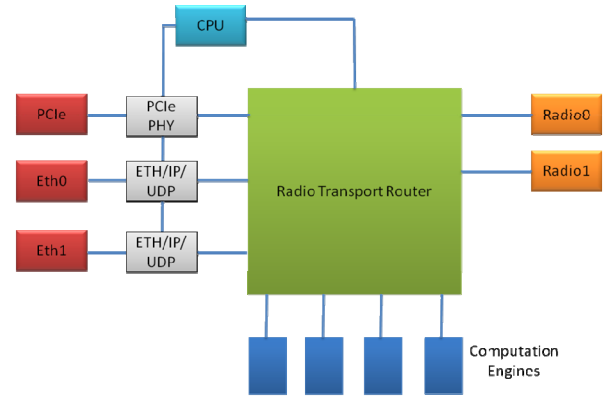 CPU
PCIe
PCIe
PHY
Radio0
Eth0
ETH/IP/
UDP
Radio Transport Router
Radio1
Eth1
ETH/IP/
UDP
Computation
Engines